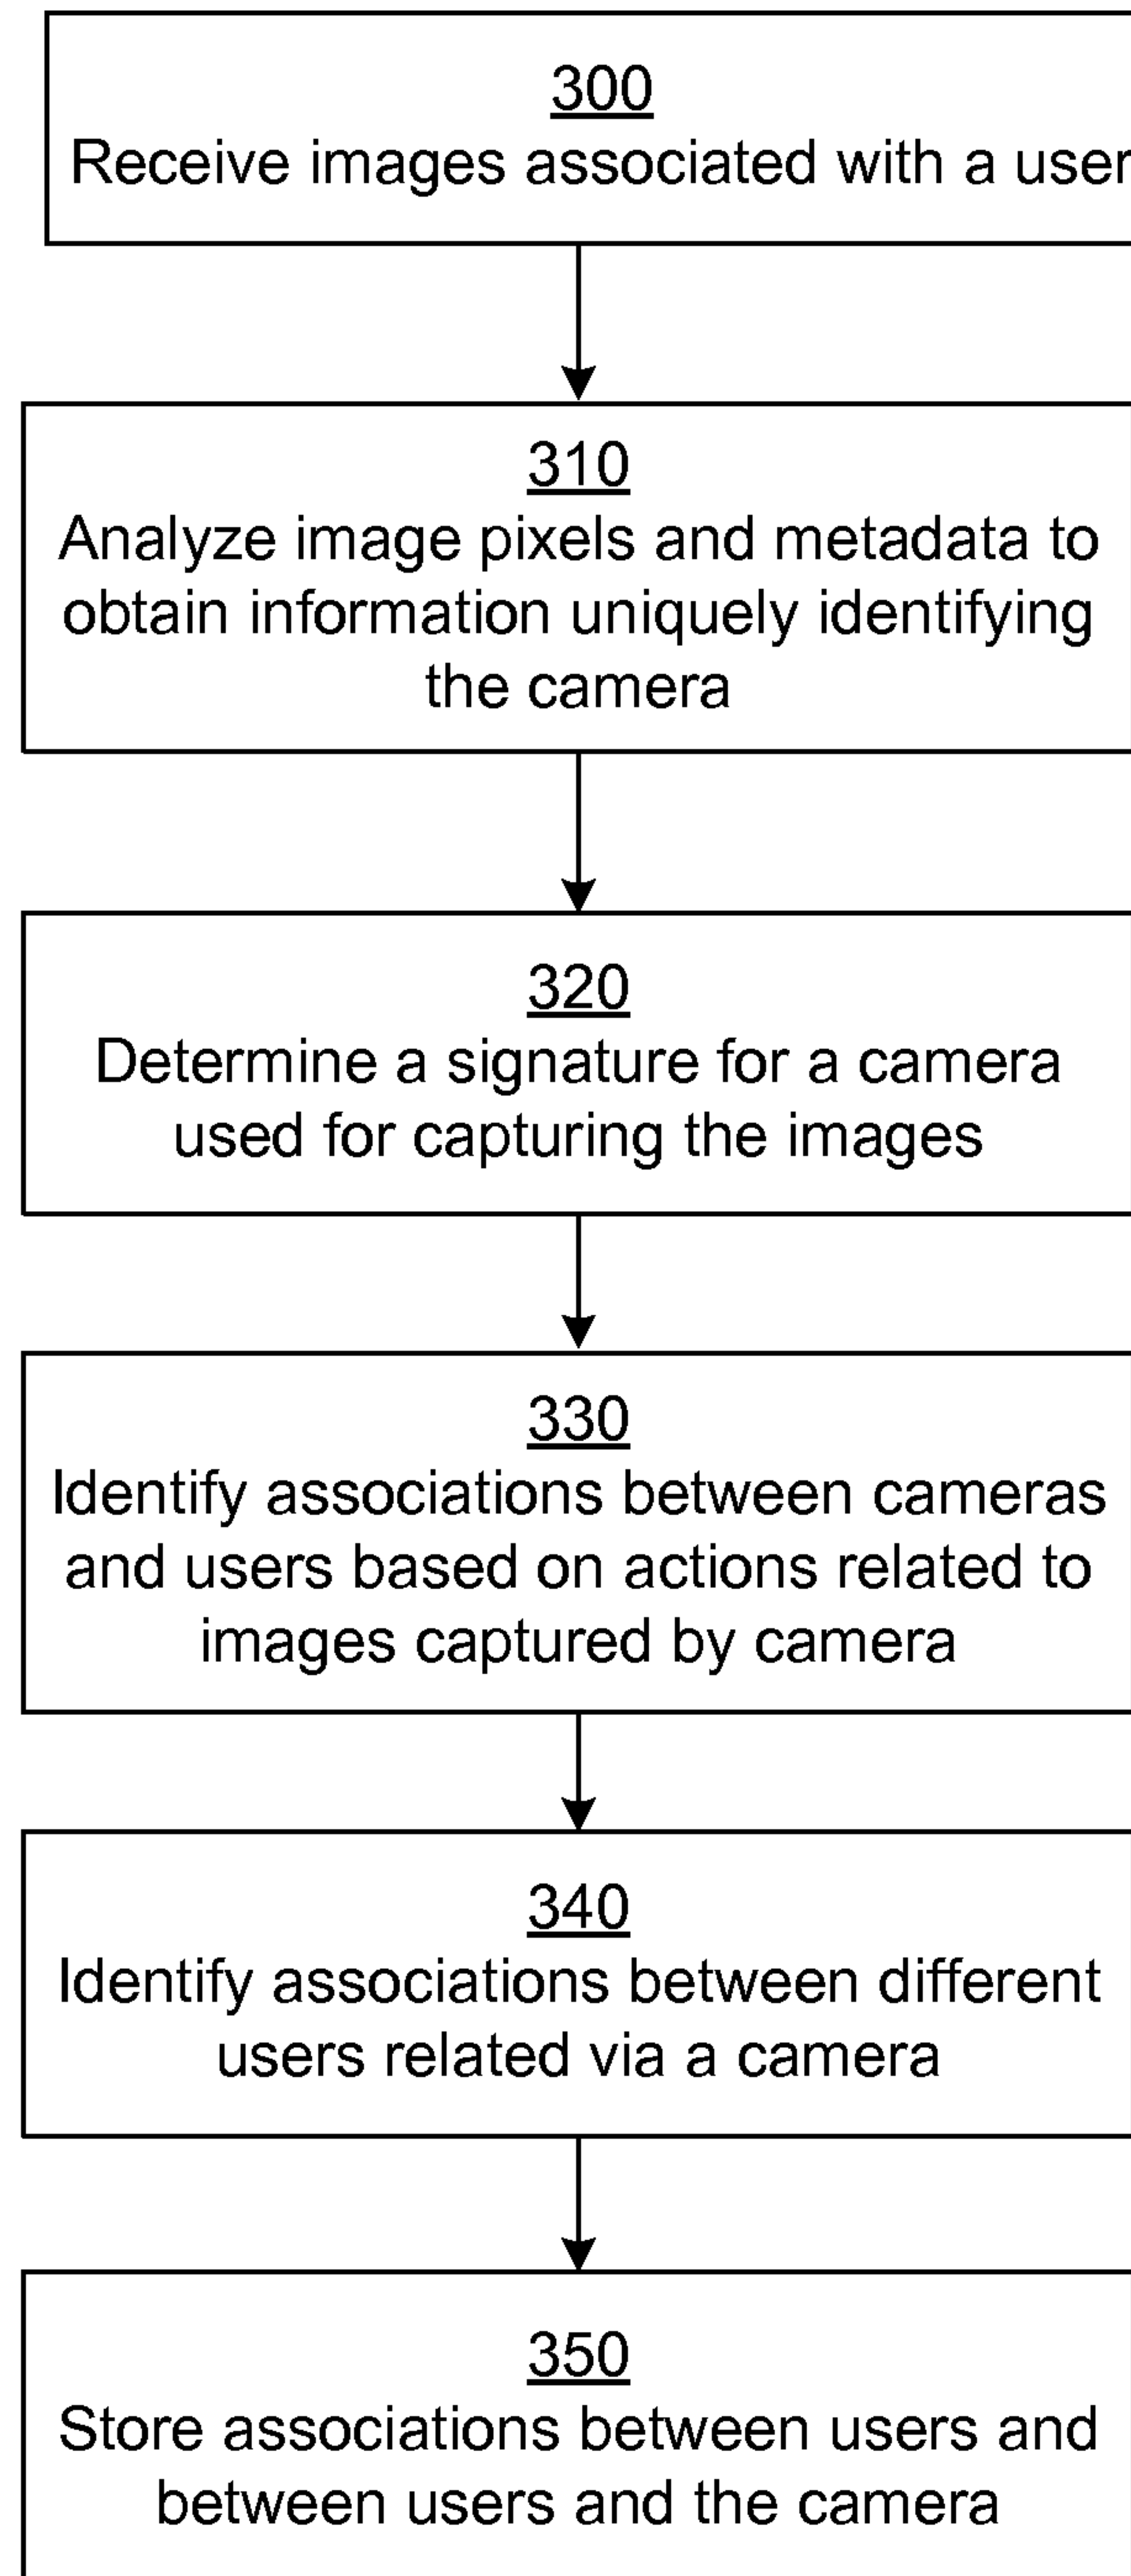 300
Receive images associated with a user
310
Analyze image pixels and metadata to
obtain information uniquely identifying
the camera
320
Determine a signature for a camera
used for capturing the images
330
Identify associations between cameras
and users based on actions related to
images captured by camera
340
Identify associations between different
users related via a camera
350
Store associations between users and
between users and the camera